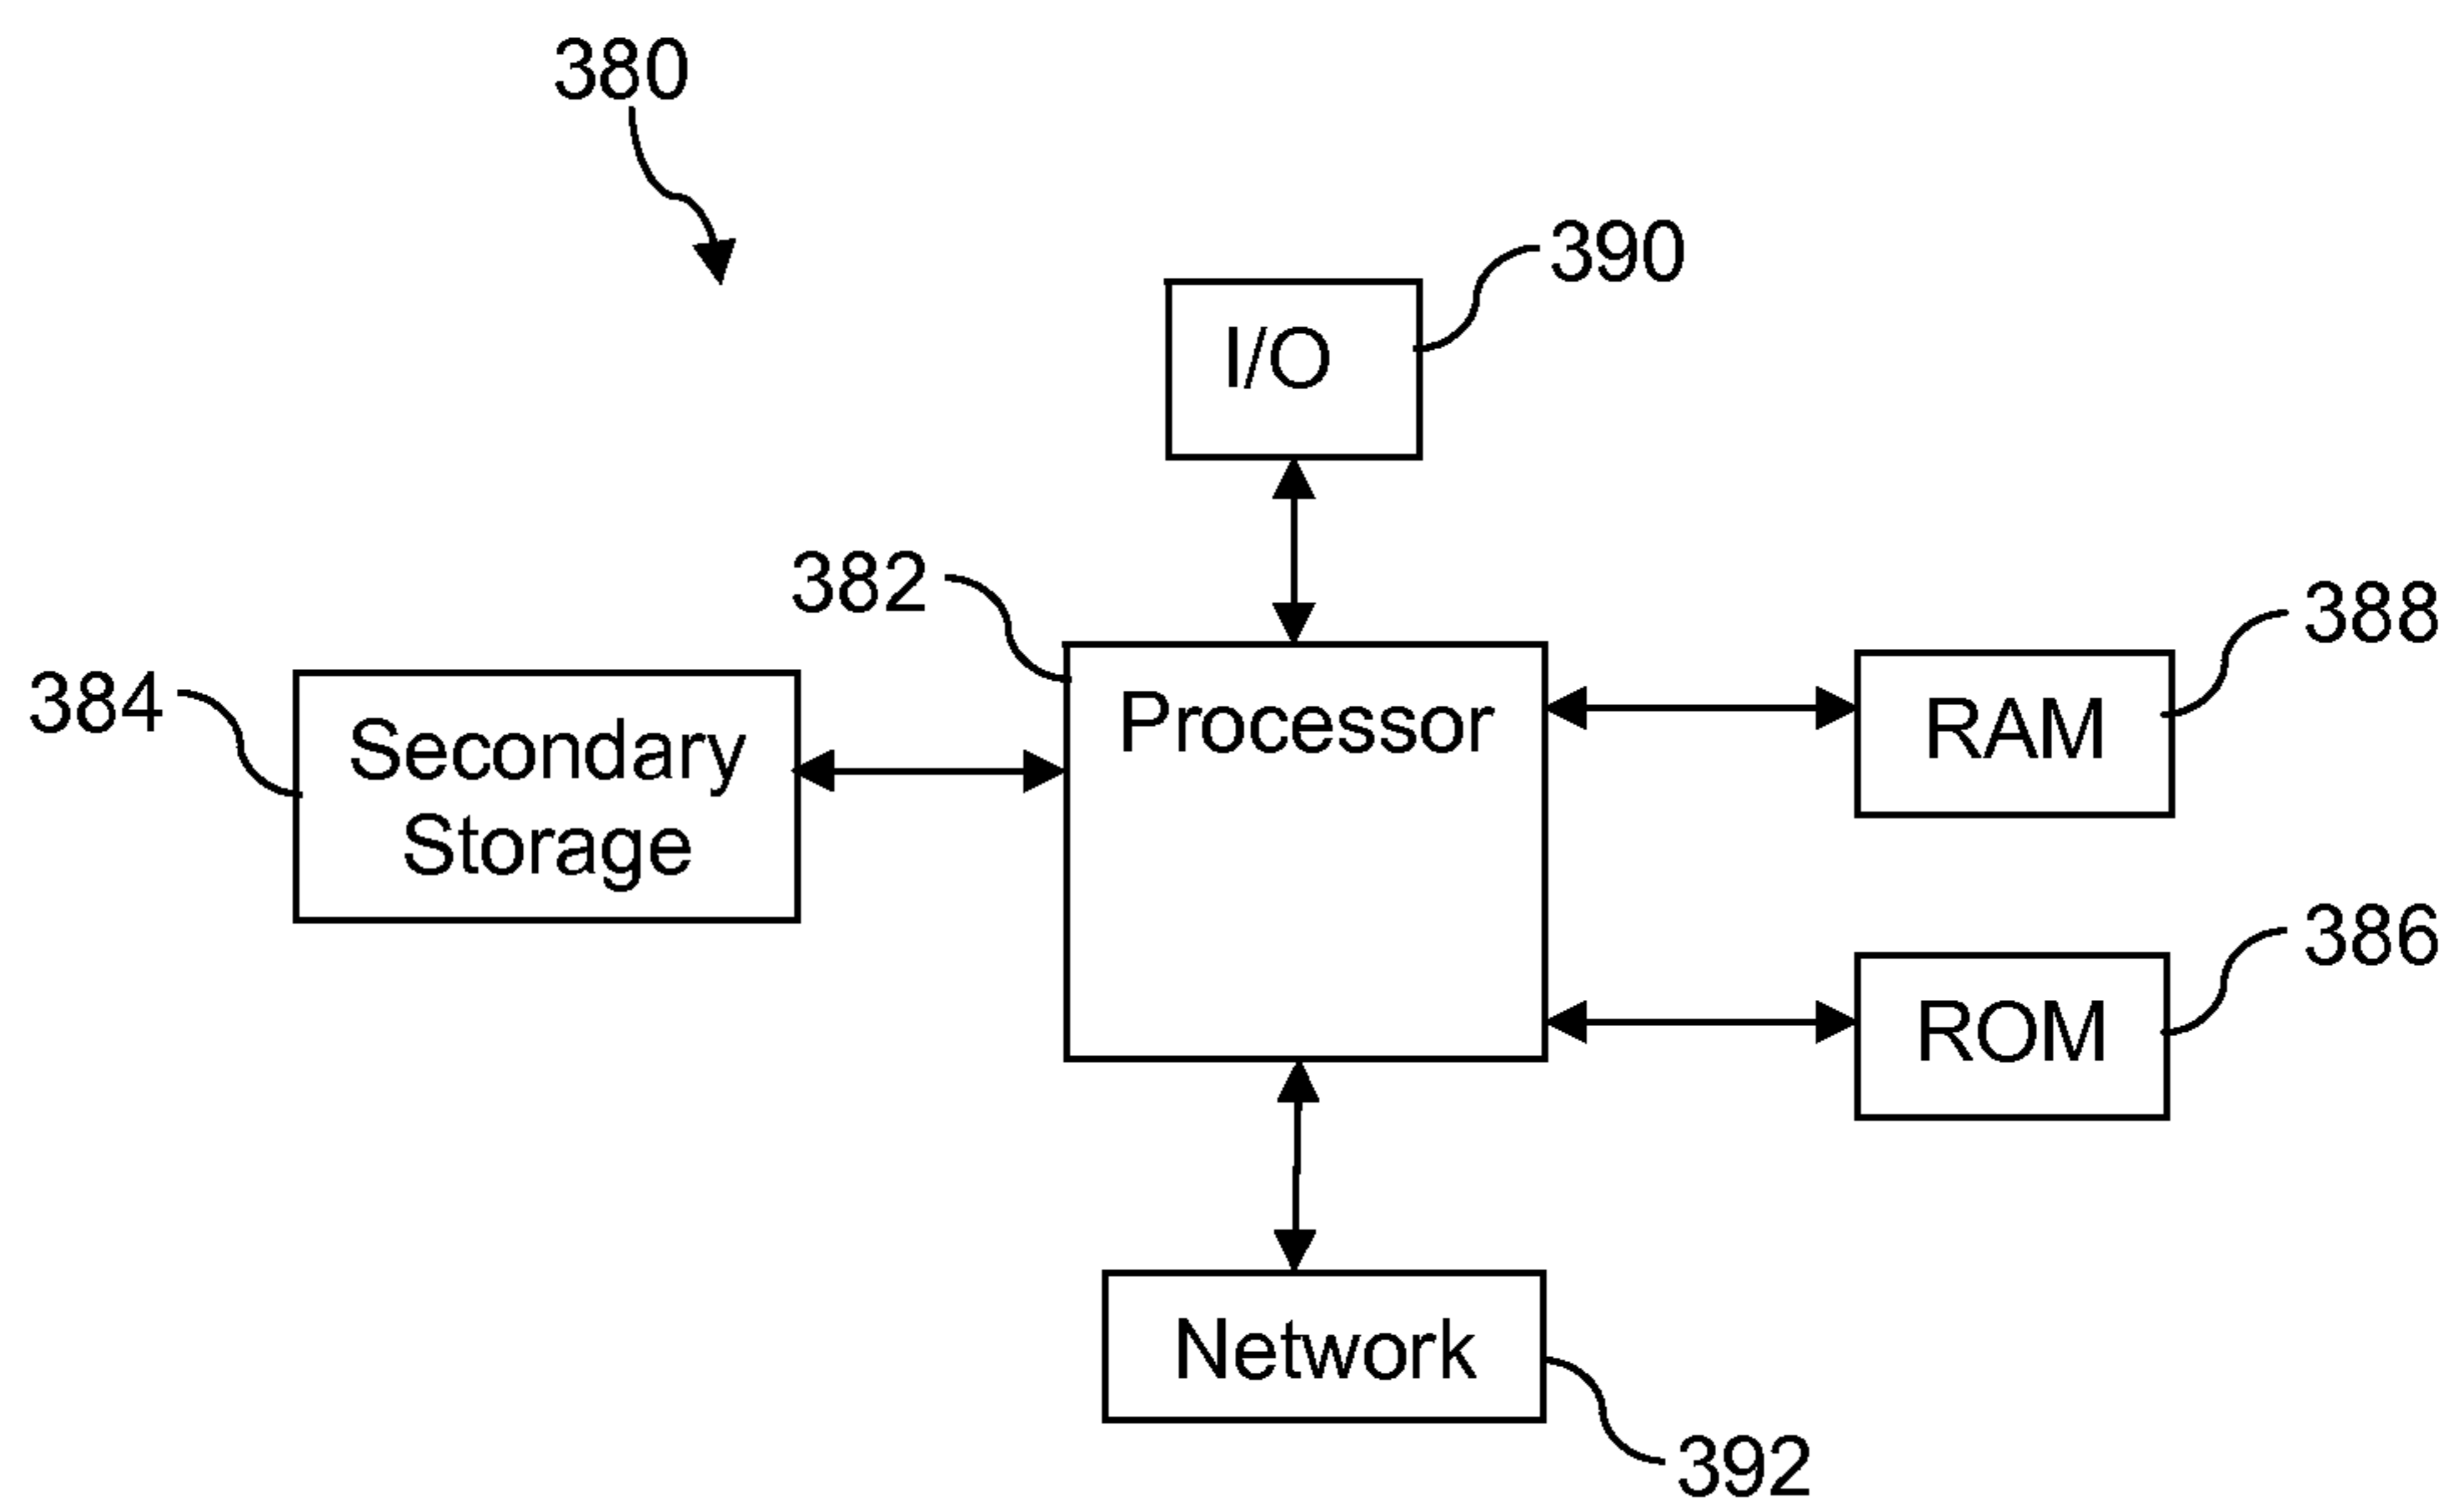 380
390
I/O
382
388
384
Processor
RAM
Secondary
Storage
386
ROM
Network
392